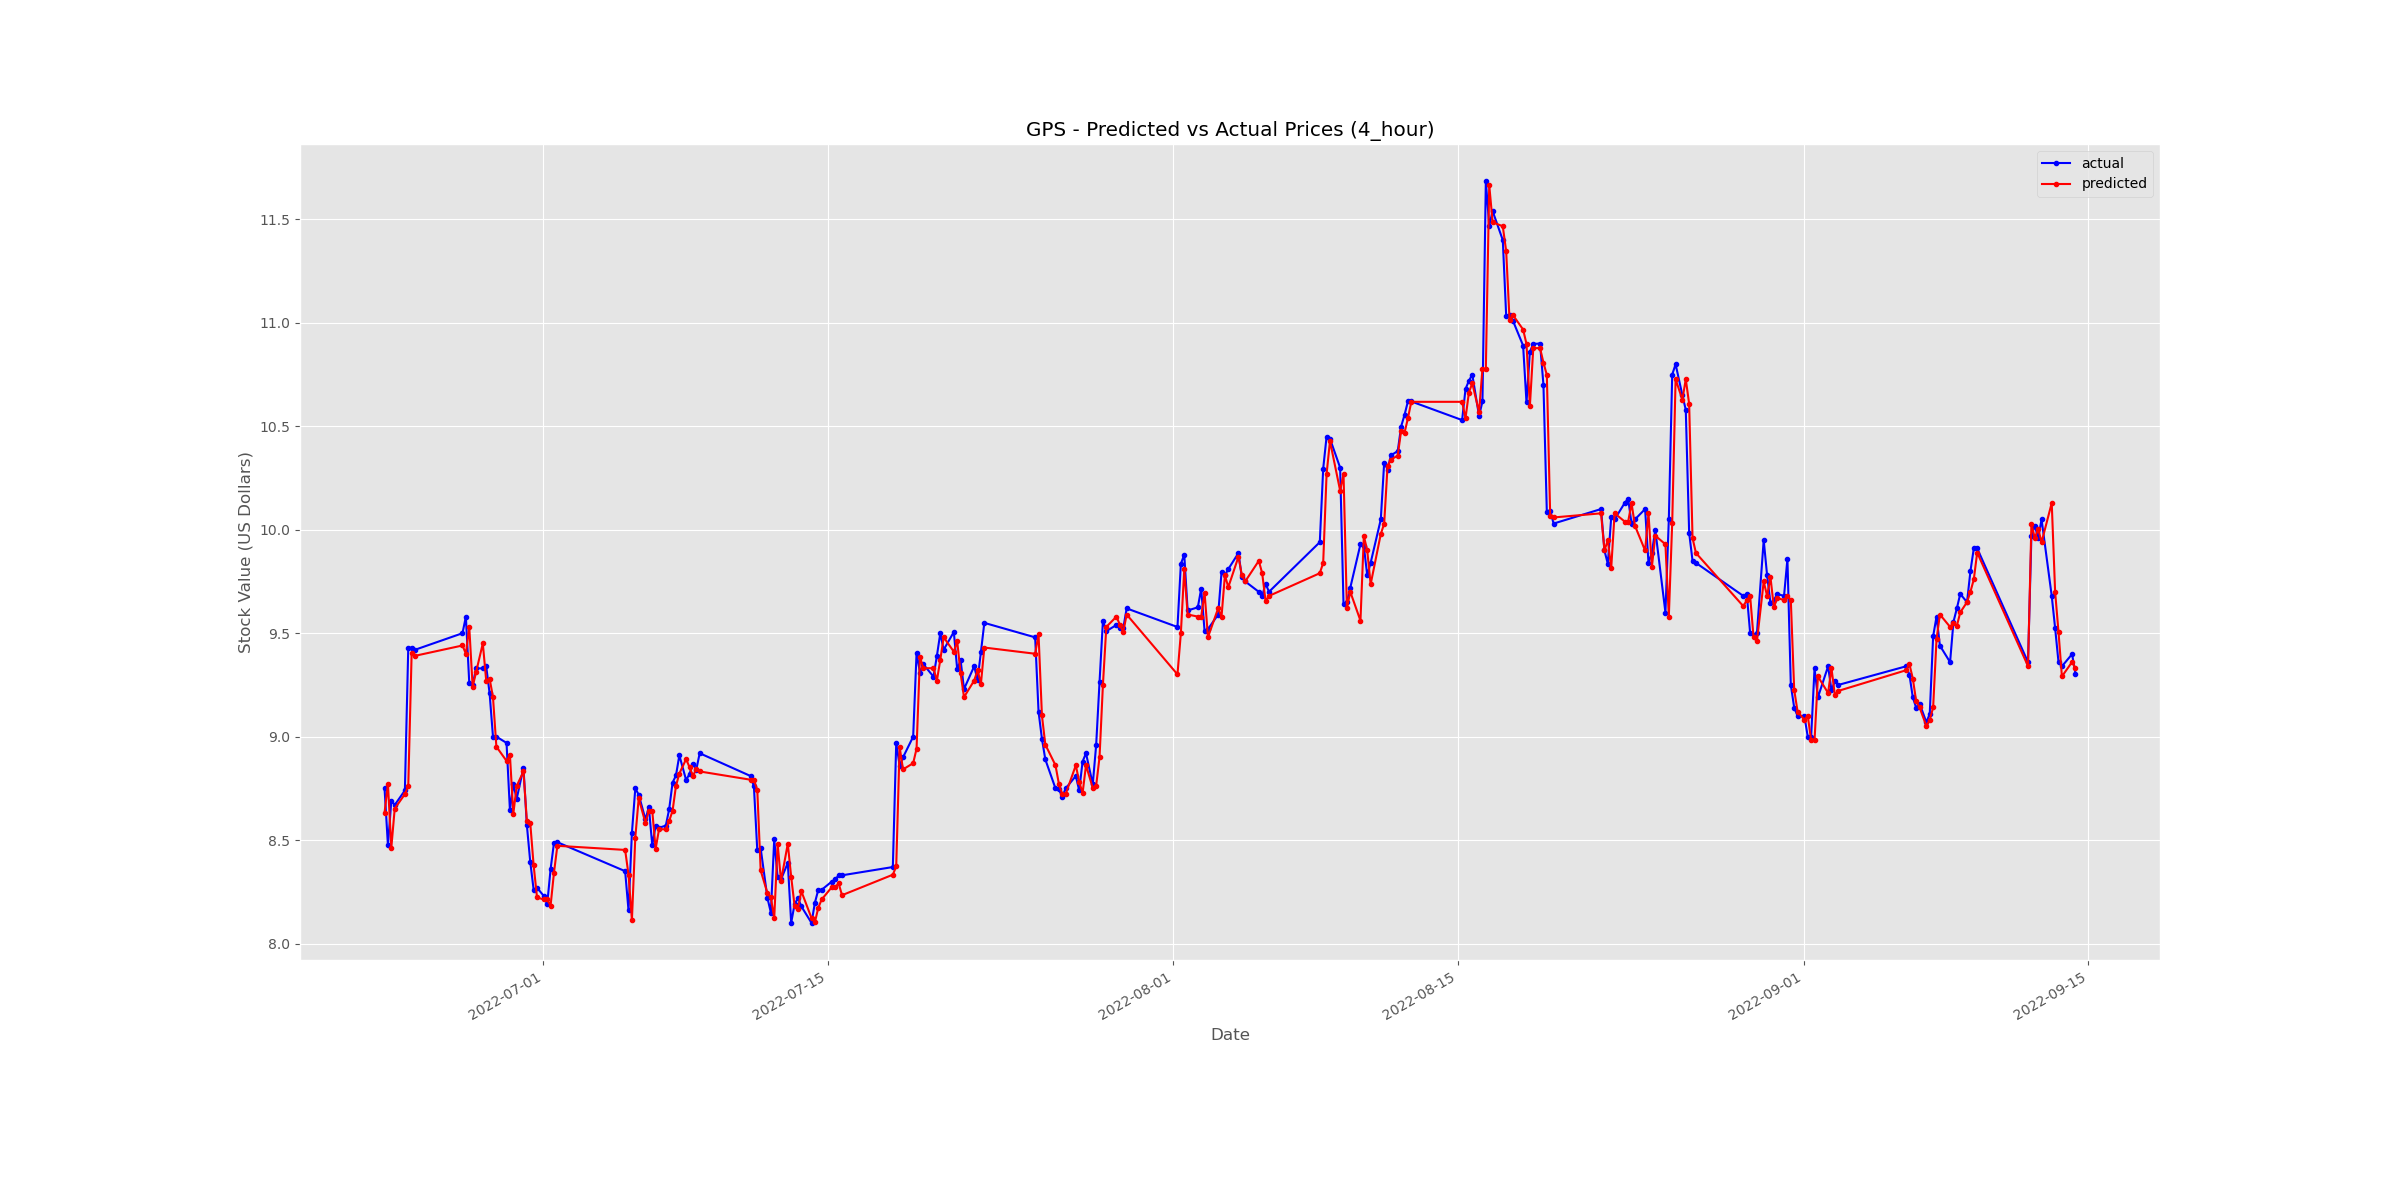 GPS - Predicted vs Actual Prices (4_hour)
actual
predicted
11.5
11.0
10.5
10.0
9.5
9.0
8.5
8.0
Stock Value (US Dollars)
2022-07-01
2022-07-15
2022-08-01
2022-08-15
2022-09-01
2022-09-15
Date